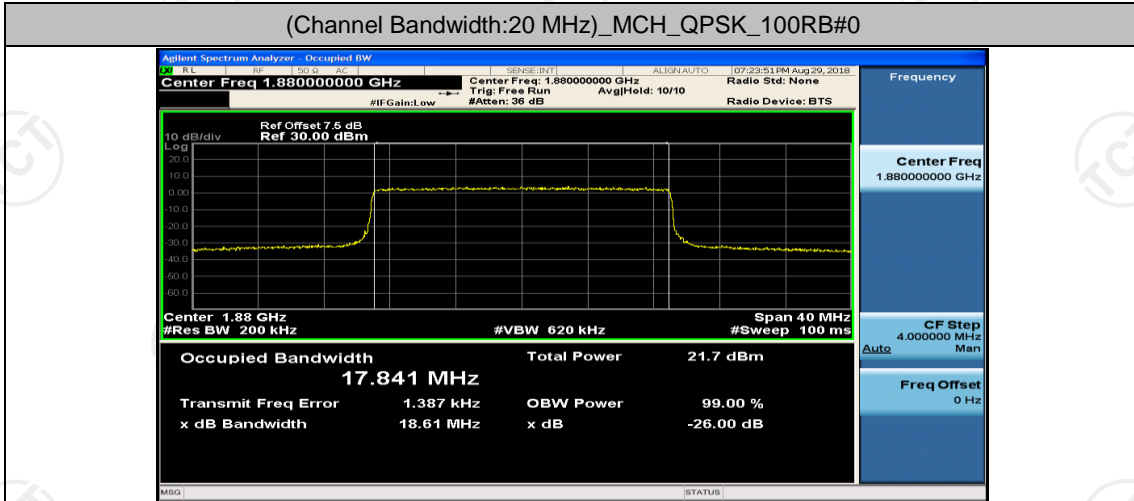 (Channel Bandwidth:20 MHz)_MCH_QPSK_100RB#0
Agilent Spectrum Analyzer - Occupied BW
LXI RL RF 50 Ω AC SENSE:INT ALIGN AUTO 07:23:51 PM Aug 29, 2018
Center Freq 1.880000000 GHz
Center Freq: 1.880000000 GHz
Radio Std: None
Trig: Free Run Avg|Hold: 10/10
#IFGain:Low #Atten: 36 dB Radio Device: BTS
Frequency
Ref Offset 7.5 dB
10 dB/div Ref 30.00 dBm
Log
20.0
10.0
0.00
-10.0
-20.0
-30.0
-40.0
-50.0
-60.0
Center Freq
1.880000000 GHz
Center 1.88 GHz Span 40 MHz
#Res BW 200 kHz #VBW 620 kHz #Sweep 100 ms
CF Step
4.000000 MHz
Auto Man
Occupied Bandwidth Total Power 21.7 dBm
17.841 MHz
Freq Offset
0 Hz
Transmit Freq Error 1.387 kHz OBW Power 99.00 %
x dB Bandwidth 18.61 MHz x dB -26.00 dB
MSG STATUS
TCT